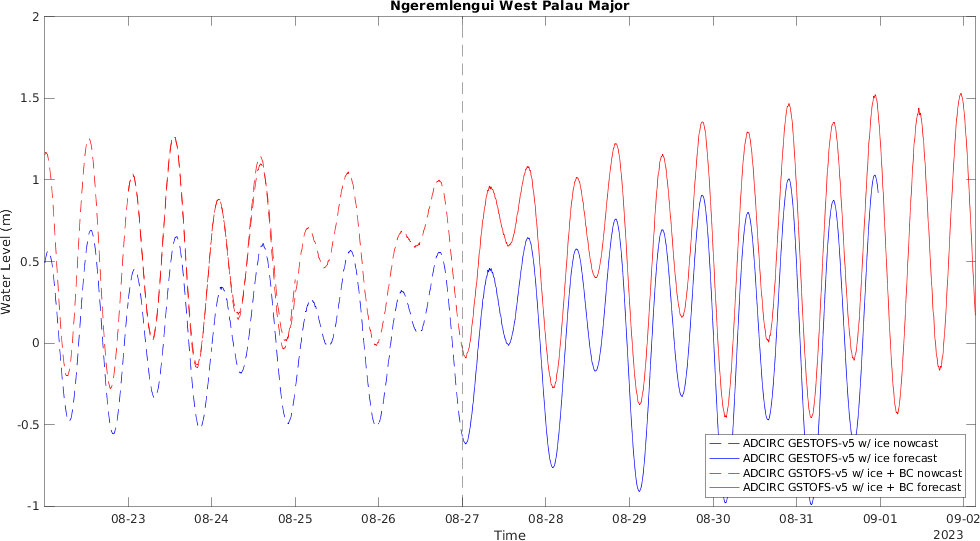 Ngeremlengui West Palau Major
2
1.5
1
0.5
0
-0.5
-1
Water Level (m)
ADCIRC GESTOFS-v5 w/ ice nowcast
ADCIRC GESTOFS-v5 w/ ice forecast
ADCIRC GSTOFS-v5 w/ ice + BC nowcast
ADCIRC GSTOFS-v5 w/ ice + BC forecast
08-23 08-24 08-25 08-26 08-27 08-28 08-29 08-30 08-31 09-01 09-02
Time
2023